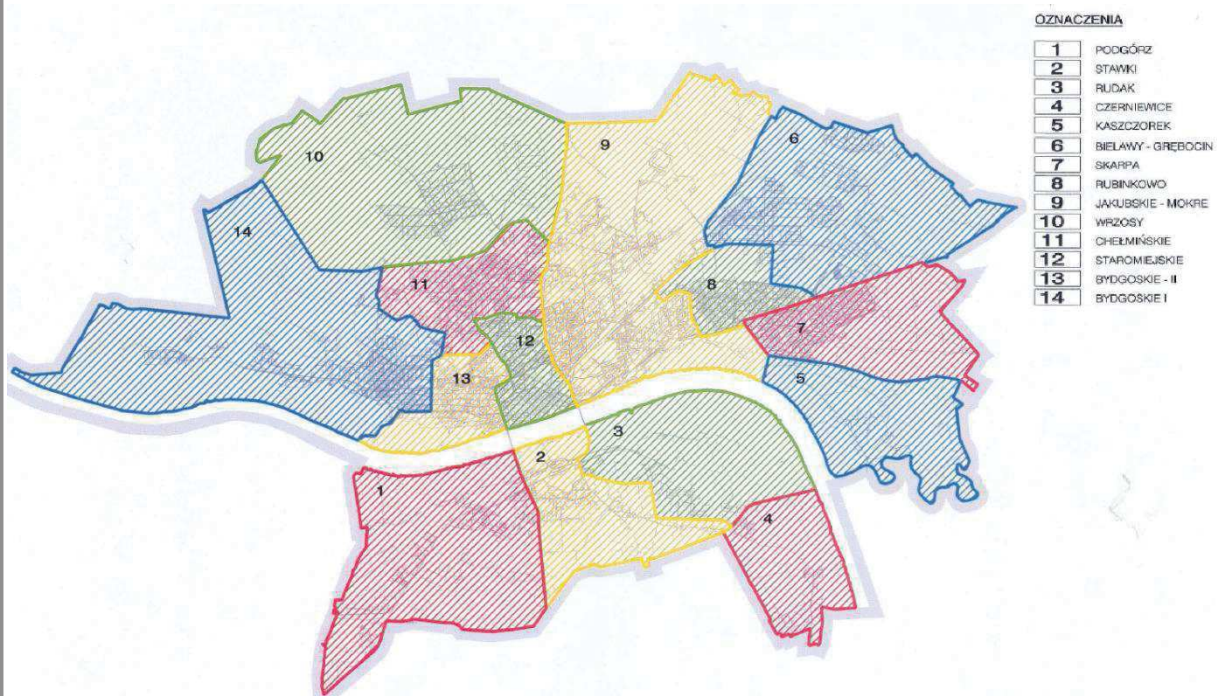 OZNACZENIA
1 PODGÓRZ
2 STAWKI
3 RUDAK
4 CZERNIEWICE
5 KASZCZOREK
6 BIELAWY - GRĘBOCIN
7 SKARPA
8 RUBINKOWO
9 JAKUBSKIE - MOKRE
10 WRZOSY
11 CHEŁMIŃSKIE
12 STAROMIEJSKIE
13 BYDGOSKIE - II
14 BYDGOSKIE I
6
9
10
14
11
8
7
12
13
5
3
2
1
4